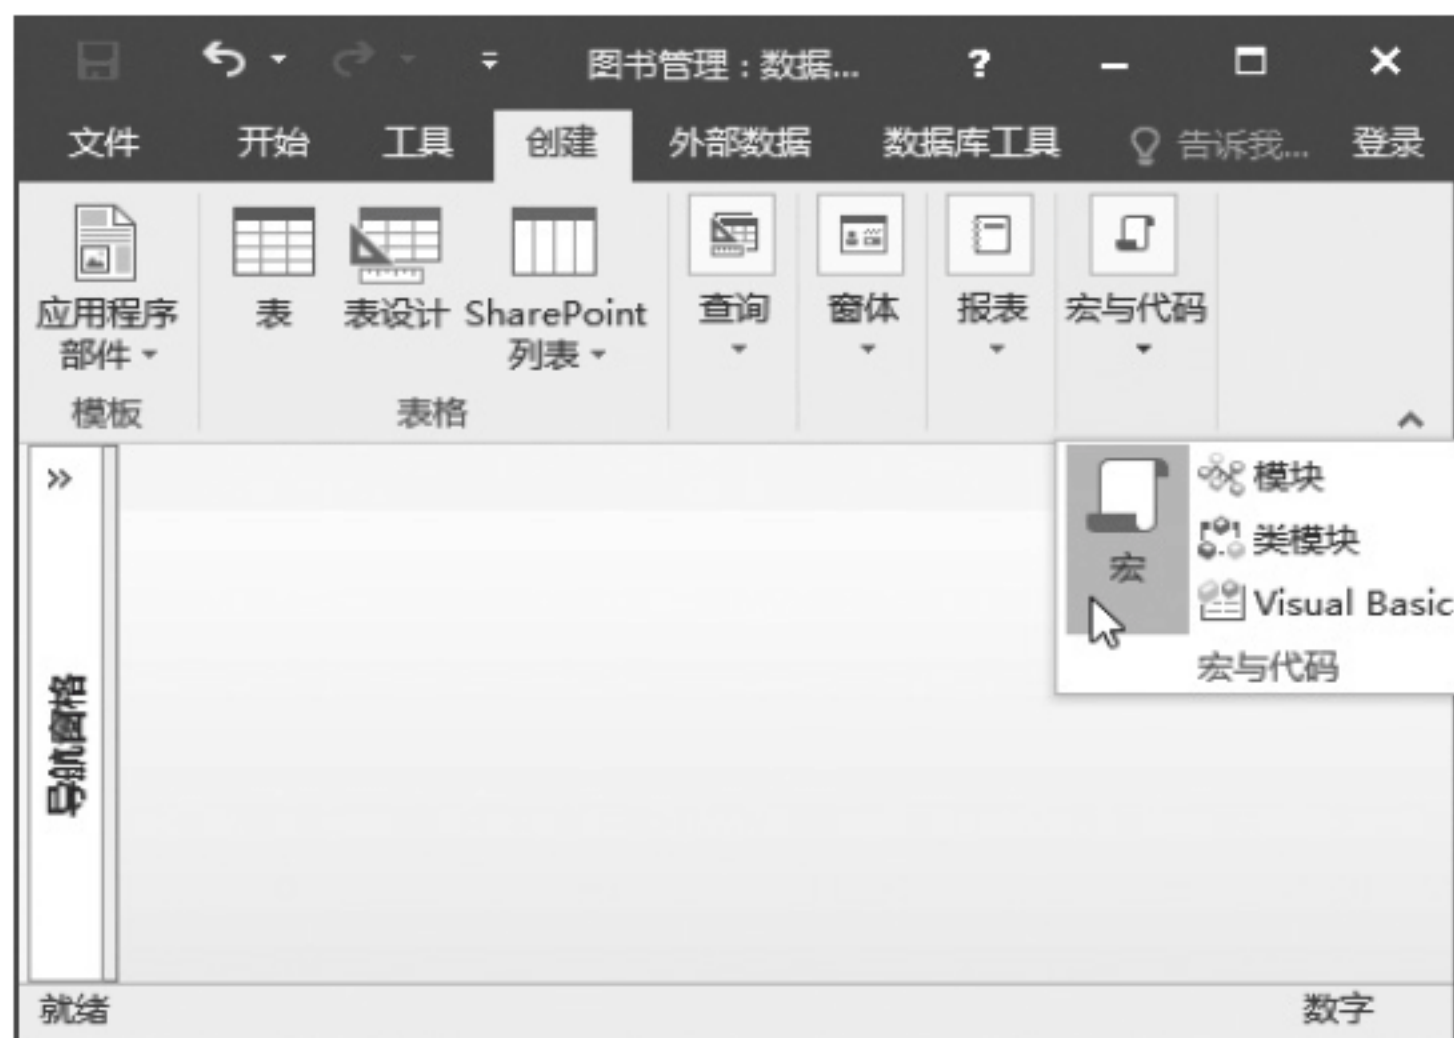 图书管理：数据... ?
文件 开始 工具 创建 外部数据 数据库工具 告诉我... 登录
应用程序 表 表设计 SharePoint 查询 窗体 报表 宏与代码
部件 列表
模板 表格
»
模块
类模块
宏
Visual Basic
宏与代码
导航窗格
就绪 数字